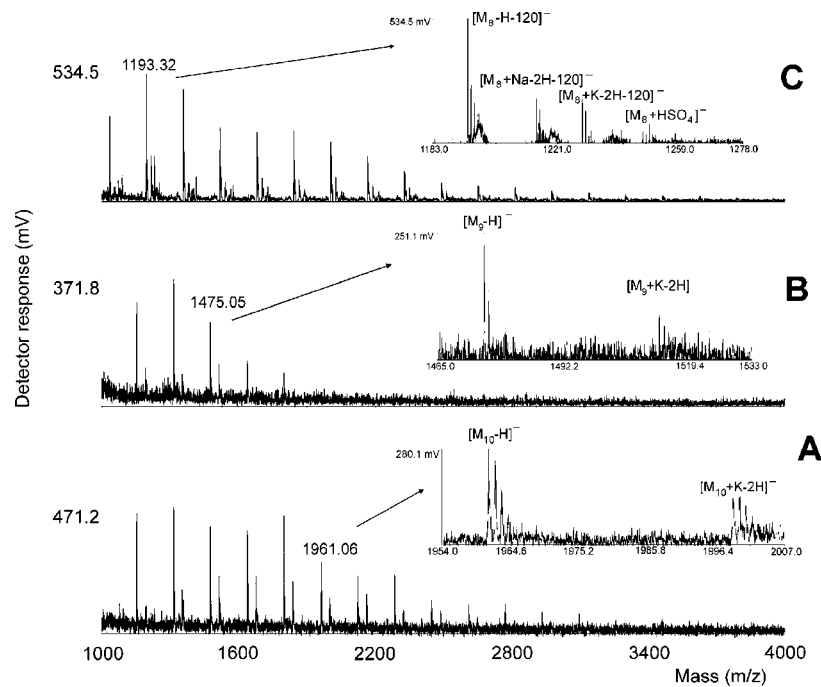 534.5 mV
[M₈-H-120]⁻
534.5
1193.32
[M₈+Na-2H-120]⁻
[M₈+K-2H-120]⁻
[M₈+HSO₄]⁻
C
1183.0 1221.0 1259.0 1278.0
[M₉-H]⁻
251.1 mV
371.8
1475.05
[M₉+K-2H]
B
1465.0 1492.2 1519.4 1533.0
Detector response (mV)
[M₁₀-H]⁻
280.1 mV
A
[M₁₀+K-2H]⁻
471.2
1961.06
1954.0 1964.6 1975.2 1985.8 1996.4 2007.0
1000 1600 2200 2800 3400 4000
Mass (m/z)